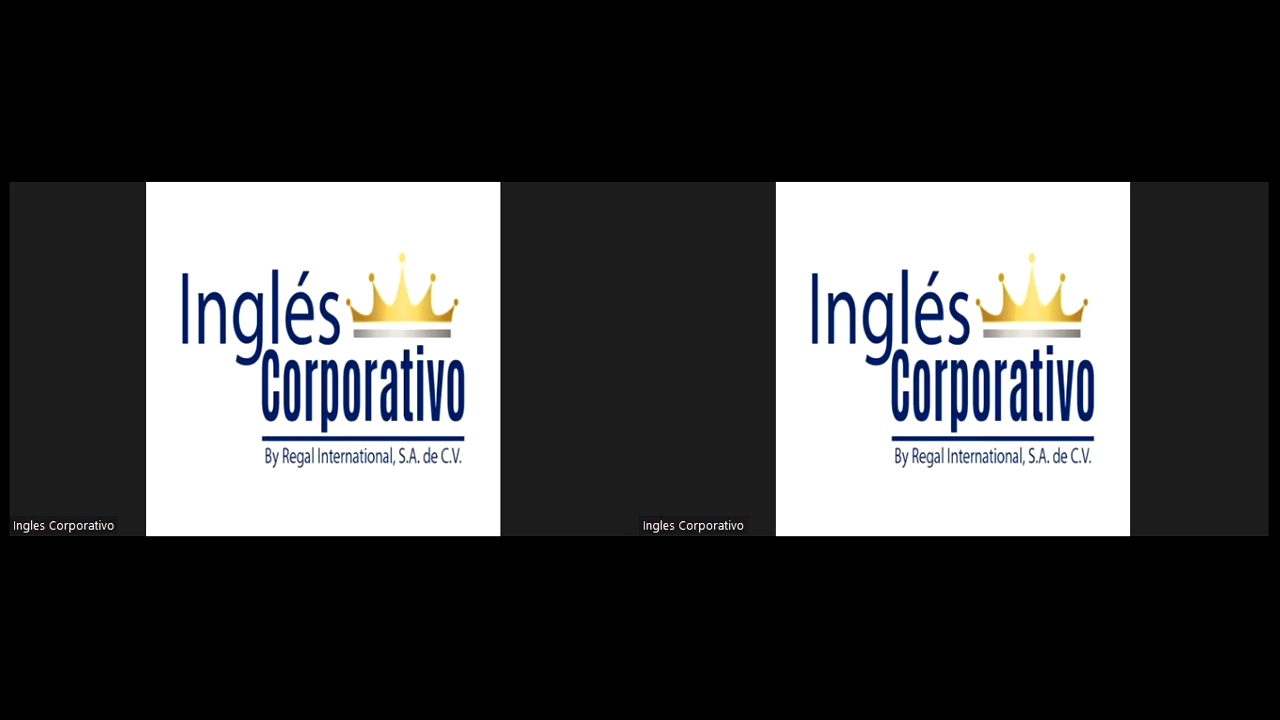 Inglés
Corporativo
By Regal International, S.A. de C.V.
Ingles Corporativo
Inglés
Corporativo
By Regal International, S.A. de C.V.
Ingles Corporativo